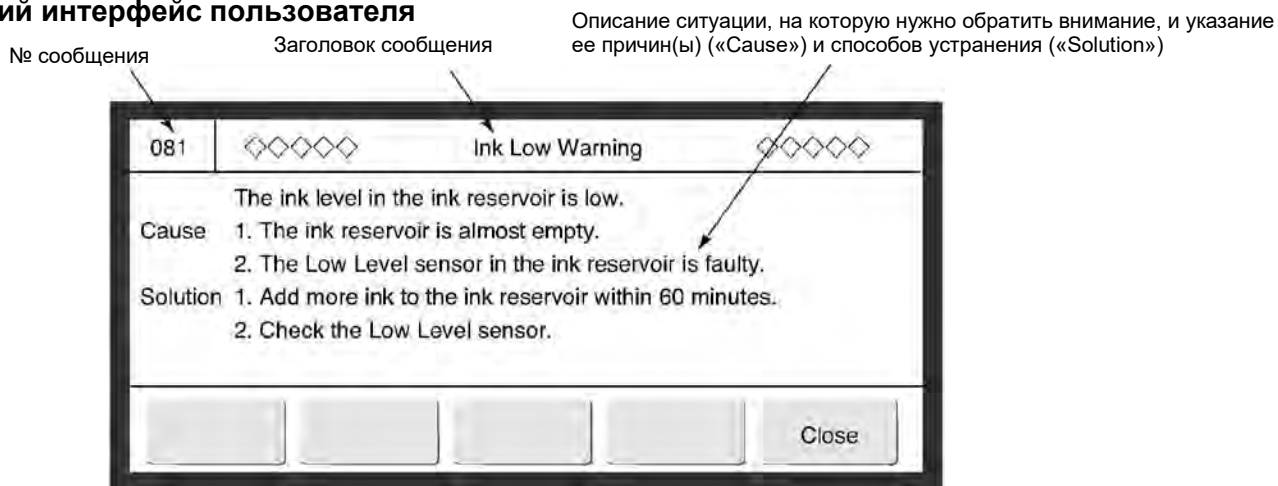 ий интерфейс пользователя
Описание ситуации, на которую нужно обратить внимание, и указание
ее причин(ы) («Cause») и способов устранения («Solution»)
Заголовок сообщения
№ сообщения
081 ◇◇◇◇◇ Ink Low Warning ◇◇◇◇◇
The ink level in the ink reservoir is low.
Cause 1. The ink reservoir is almost empty.
2. The Low Level sensor in the ink reservoir is faulty.
Solution 1. Add more ink to the ink reservoir within 60 minutes.
2. Check the Low Level sensor.
Close